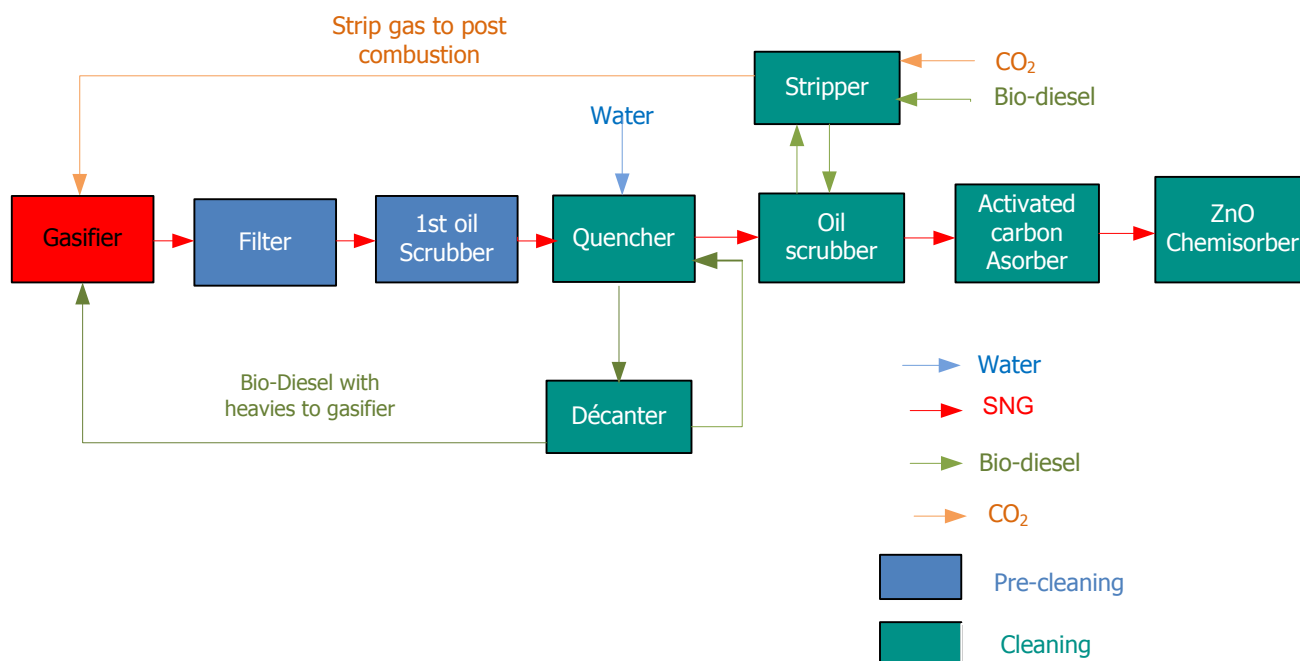 Strip gas to post
combustion
CO₂
Stripper
Bio-diesel
Water
Gasifier
Filter
1st oil
Scrubber
Quencher
Oil
scrubber
Activated
carbon
Asorber
ZnO
Chemisorber
Bio-Diesel with
heavies to gasifier
Décanter
Water
SNG
Bio-diesel
CO₂
Pre-cleaning
Cleaning